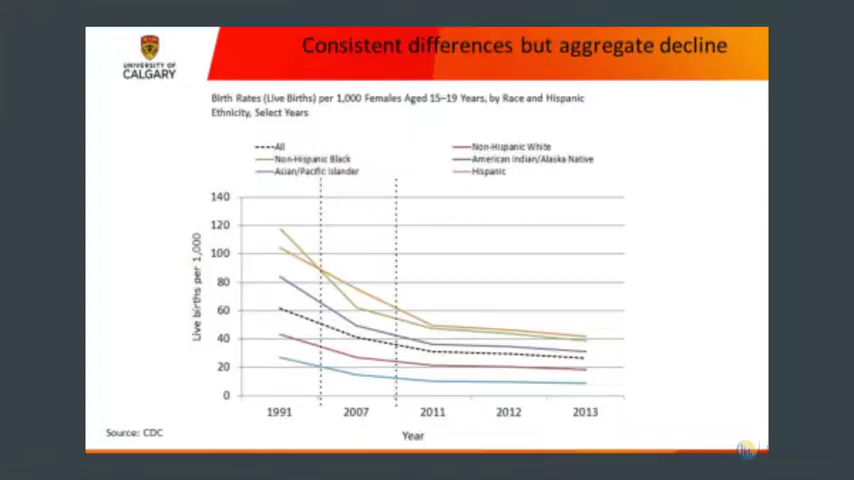 Consistent differences but aggregate decline
UNIVERSITY OF
CALGARY
Birth Rates (Live Births) per 1,000 Females Aged 15–19 Years, by Race and Hispanic
Ethnicity, Select Years
All
Non-Hispanic White
Non-Hispanic Black
American Indian/Alaska Native
Asian/Pacific Islander
Hispanic
140
120
100
80
60
40
20
0
Live births per 1,000
1991 2007 2011 2012 2013
Year
Source: CDC